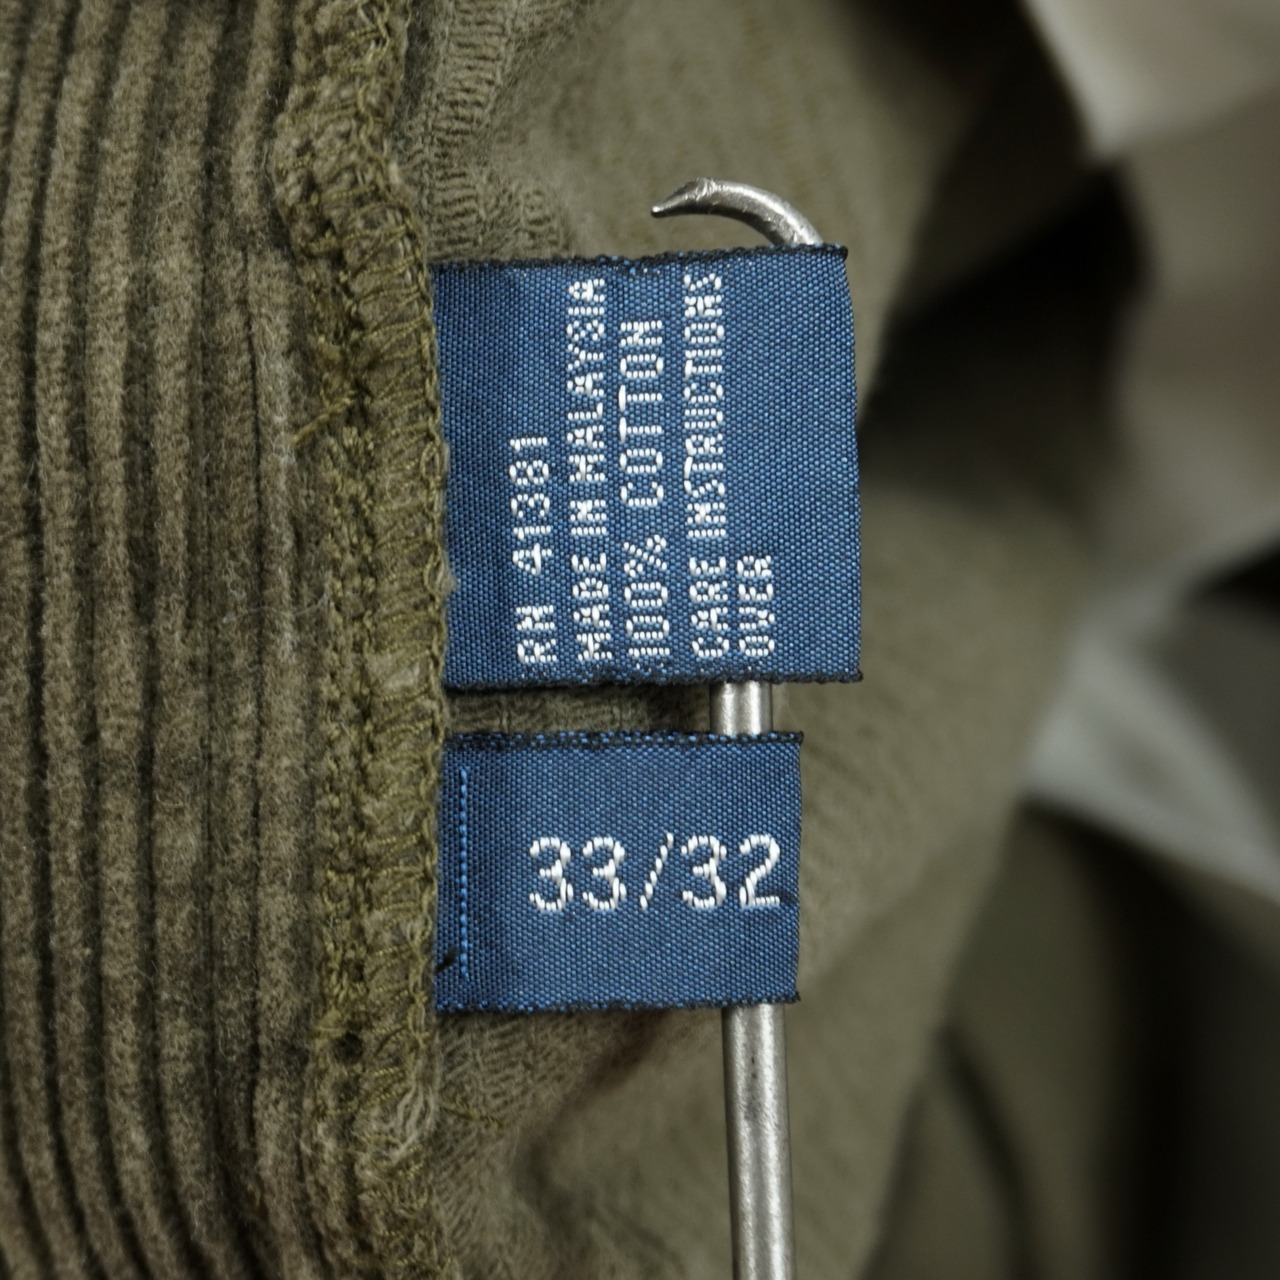 RN 41381
MADE IN MALAYSIA
100% COTTON
CARE INSTRUCTIONS
OVER
33/32